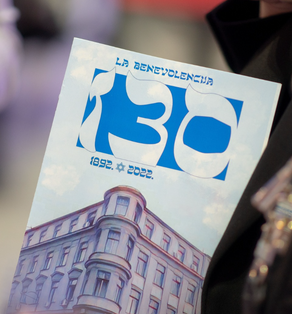 LA BENEVOLENCIJA
130
1892. ✡ 2022.